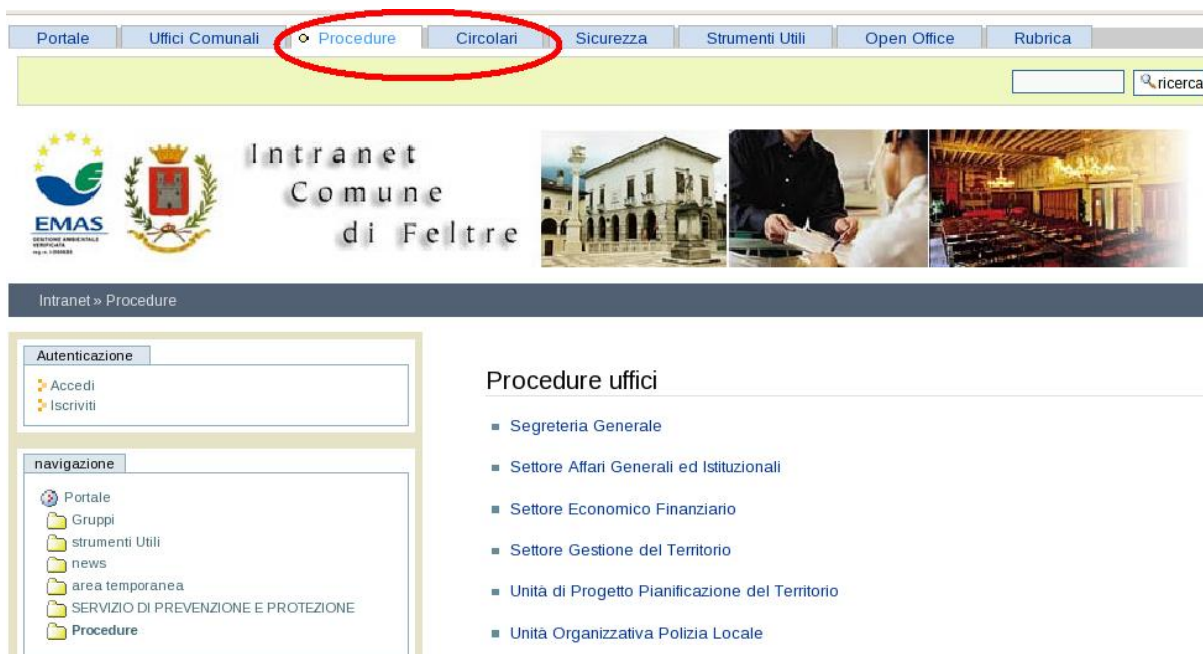 Portale Uffici Comunali Procedure Circolari Sicurezza Strumenti Utili Open Office Rubrica
ricerca
Intranet
Comune
di Feltre
EMAS
GESTIONE AMBIENTALE
VERIFICATA
Intranet » Procedure
Autenticazione
Accedi
Iscriviti
navigazione
Portale
Gruppi
strumenti Utili
news
area temporanea
SERVIZIO DI PREVENZIONE E PROTEZIONE
Procedure
Procedure uffici
Segreteria Generale
Settore Affari Generali ed Istituzionali
Settore Economico Finanziario
Settore Gestione del Territorio
Unità di Progetto Pianificazione del Territorio
Unità Organizzativa Polizia Locale